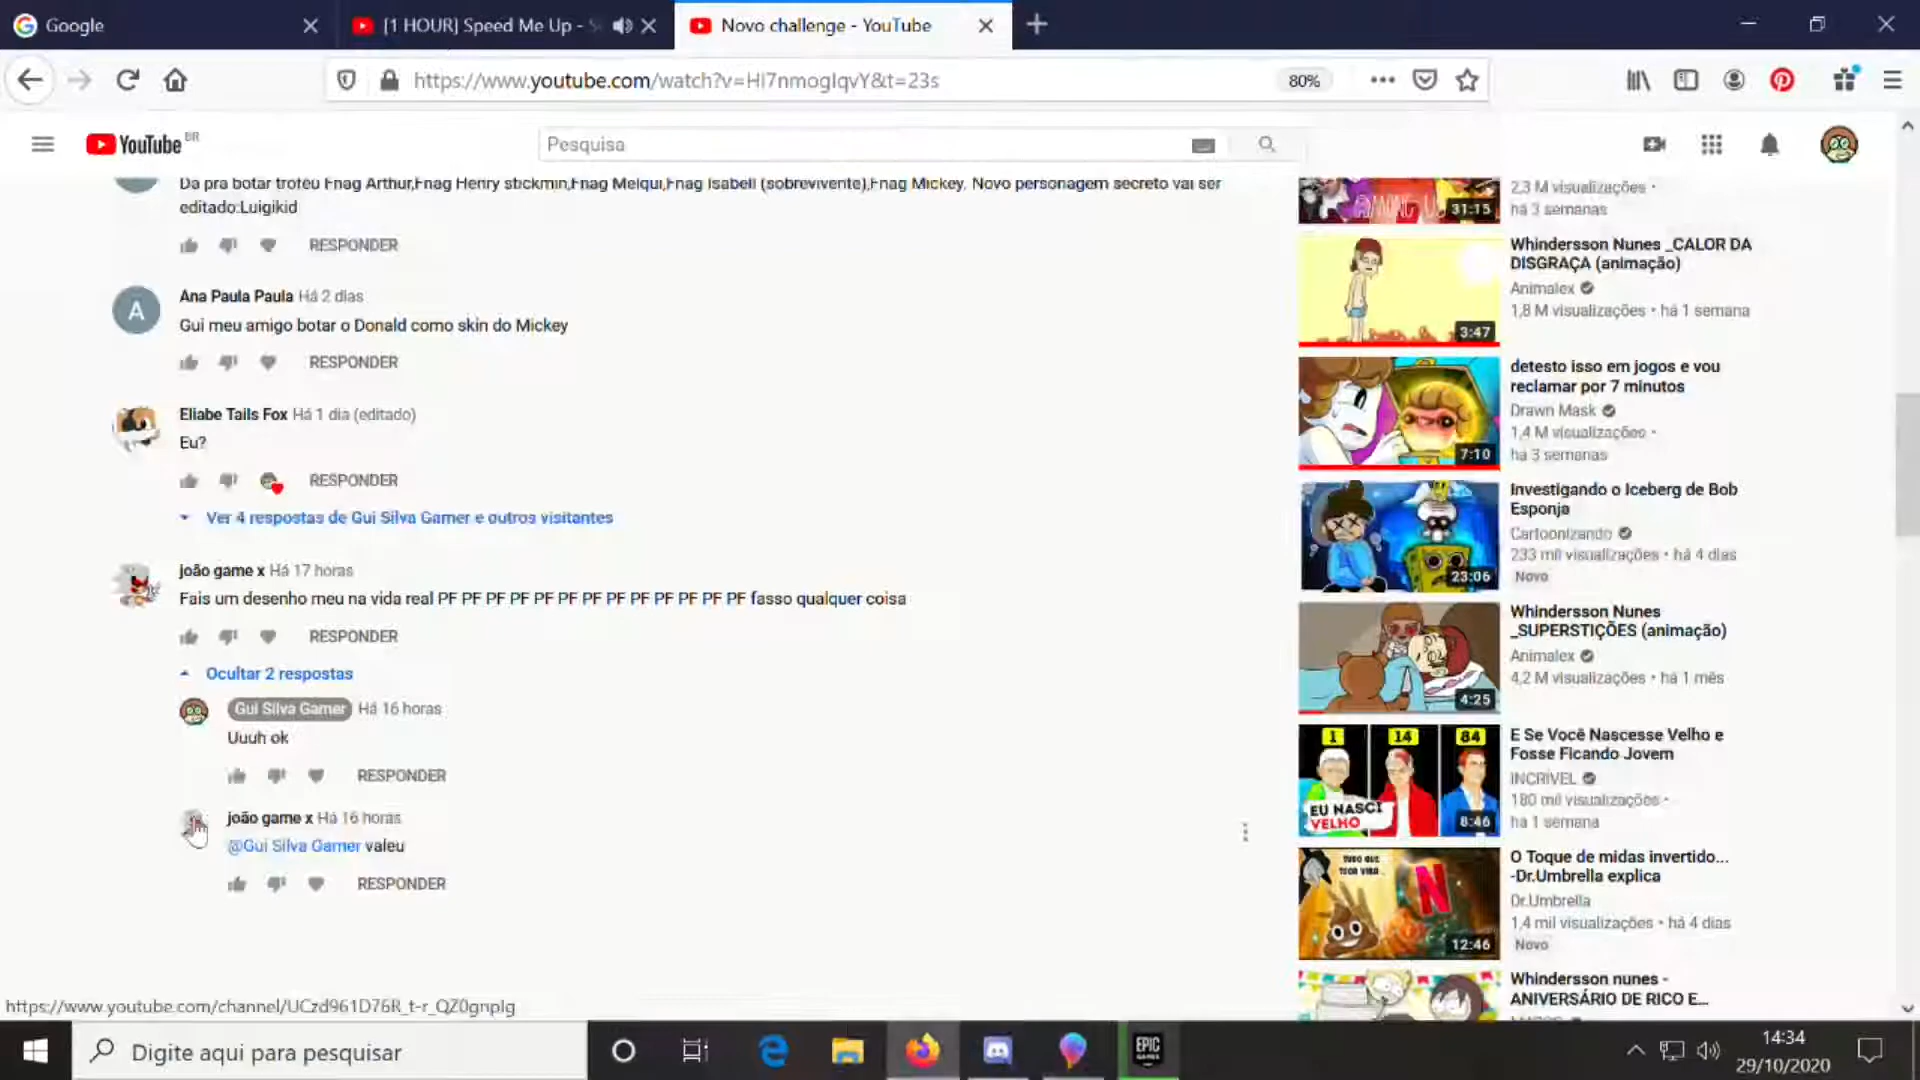 Google
[1 HOUR] Speed Me Up -
Novo challenge - YouTube
https://www.youtube.com/watch?v=HI7nmogIqvY&t=23s
80%
YouTube BR
Pesquisa
Da pra botar troféu Fnag Arthur,Fnag Henry stickmin,Fnag Melqui,Fnag Isabell (sobrevivente),Fnag Mickey, Novo personagem secreto vai ser
editado:Luigikid
RESPONDER
A
Ana Paula Paula Há 2 dias
Gui meu amigo botar o Donald como skin do Mickey
RESPONDER
Eliabe Tails Fox Há 1 dia (editado)
Eu?
RESPONDER
Ver 4 respostas de Gui Silva Gamer e outros visitantes
joão game x Há 17 horas
Fais um desenho meu na vida real PF PF PF PF PF PF PF PF PF PF PF PF PF fasso qualquer coisa
RESPONDER
Ocultar 2 respostas
Gui Silva Gamer Há 16 horas
Uuuh ok
RESPONDER
joão game x Há 16 horas
@Gui Silva Gamer valeu
RESPONDER
AMONG US
31:15
2,3 M visualizações •
há 3 semanas
3:47
Whindersson Nunes _CALOR DA
DISGRAÇA (animação)
Animalex
1,8 M visualizações • há 1 semana
7:10
detesto isso em jogos e vou
reclamar por 7 minutos
Drawn Mask
1,4 M visualizações •
há 3 semanas
23:06
Investigando o Iceberg de Bob
Esponja
Cartoonizando
233 mil visualizações • há 4 dias
Novo
4:25
Whindersson Nunes
_SUPERSTIÇÕES (animação)
Animalex
4,2 M visualizações • há 1 mês
1 14 84
EU NASCI
VELHO
8:46
E Se Você Nascesse Velho e
Fosse Ficando Jovem
INCRÍVEL
180 mil visualizações •
há 1 semana
TUDO QUE
TOCA VIRA
N
12:46
O Toque de midas invertido...
-Dr.Umbrella explica
Dr.Umbrella
1,4 mil visualizações • há 4 dias
Novo
Whindersson nunes -
ANIVERSÁRIO DE RICO E...
https://www.youtube.com/channel/UCzd961D76R_t-r_QZ0gnpIg
Digite aqui para pesquisar
EPIC
GAMES
14:34
29/10/2020